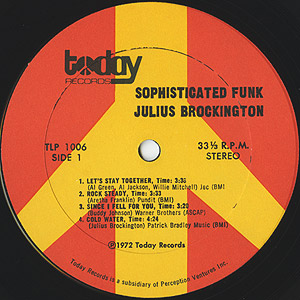 today
RECORDS
SOPHISTICATED FUNK
JULIUS BROCKINGTON
TLP 1006
SIDE 1
33⅓ R.P.M.
STEREO
1. LET'S STAY TOGETHER, Time: 3:35
(Al Green, Al Jackson, Willie Mitchell) Jec (BMI
2. ROCK STEADY, Time: 3:33
(Aretha Franklin) Pundit (BMI)
3. SINCE I FELL FOR YOU, Time: 3:20
(Buddy Johnson) Warner Brothers (ASCAP)
4. COLD WATER, Time: 4:24
(Julius Brockington) Patrick Bradley Music (BMI)
℗1972 Today Records
Today Records is a subsidiary of Perception Ventures Inc.